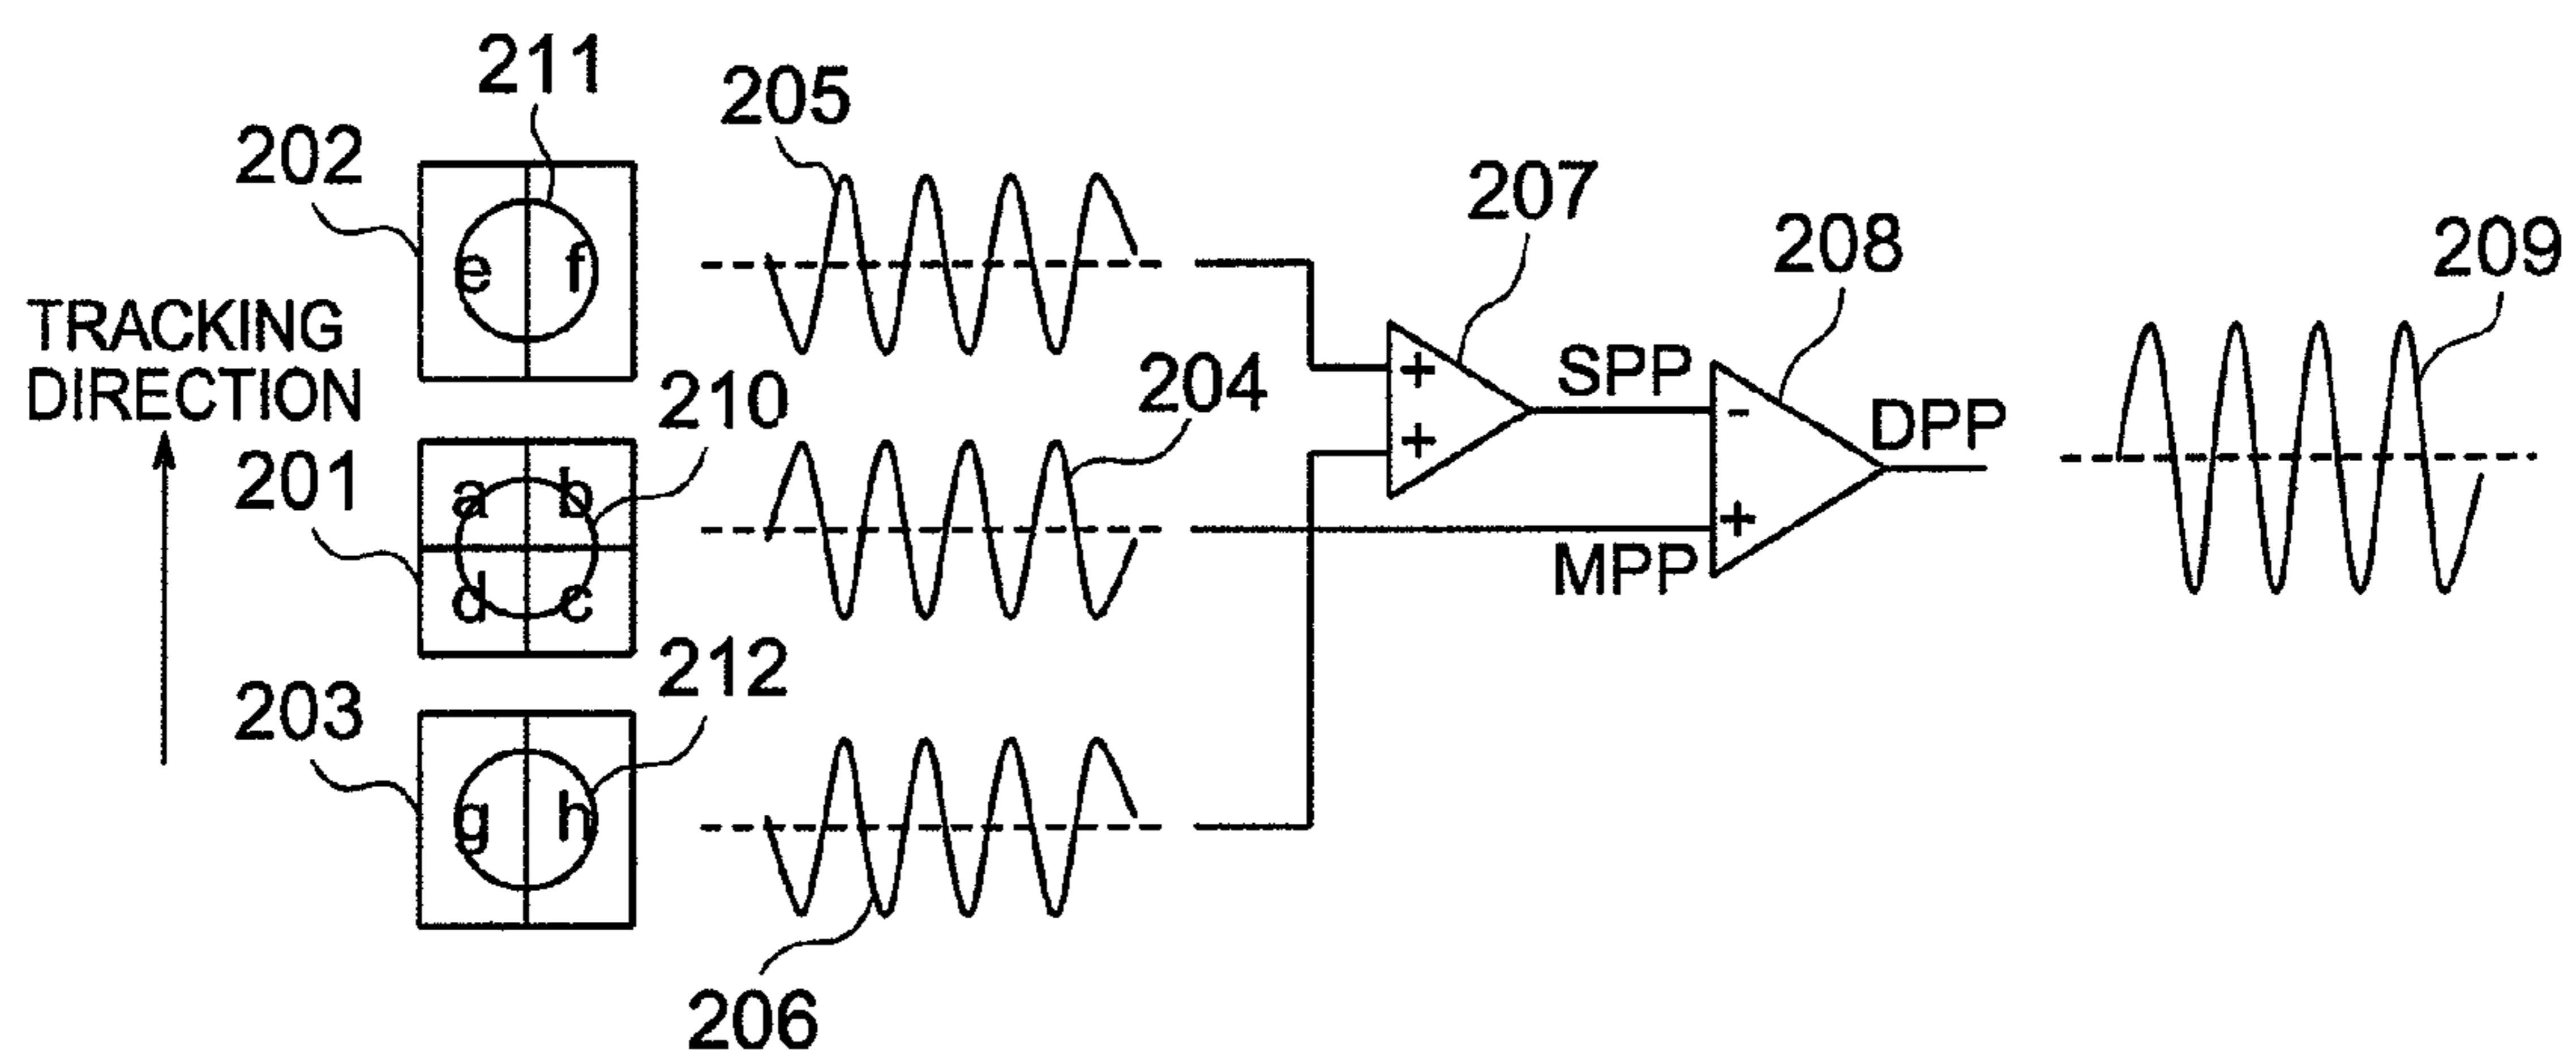 211
205
202
207
208
209
e f
TRACKING
DIRECTION
210
204
+
+
SPP
-
DPP
201
a b
d c
+
MPP
203
212
g h
206